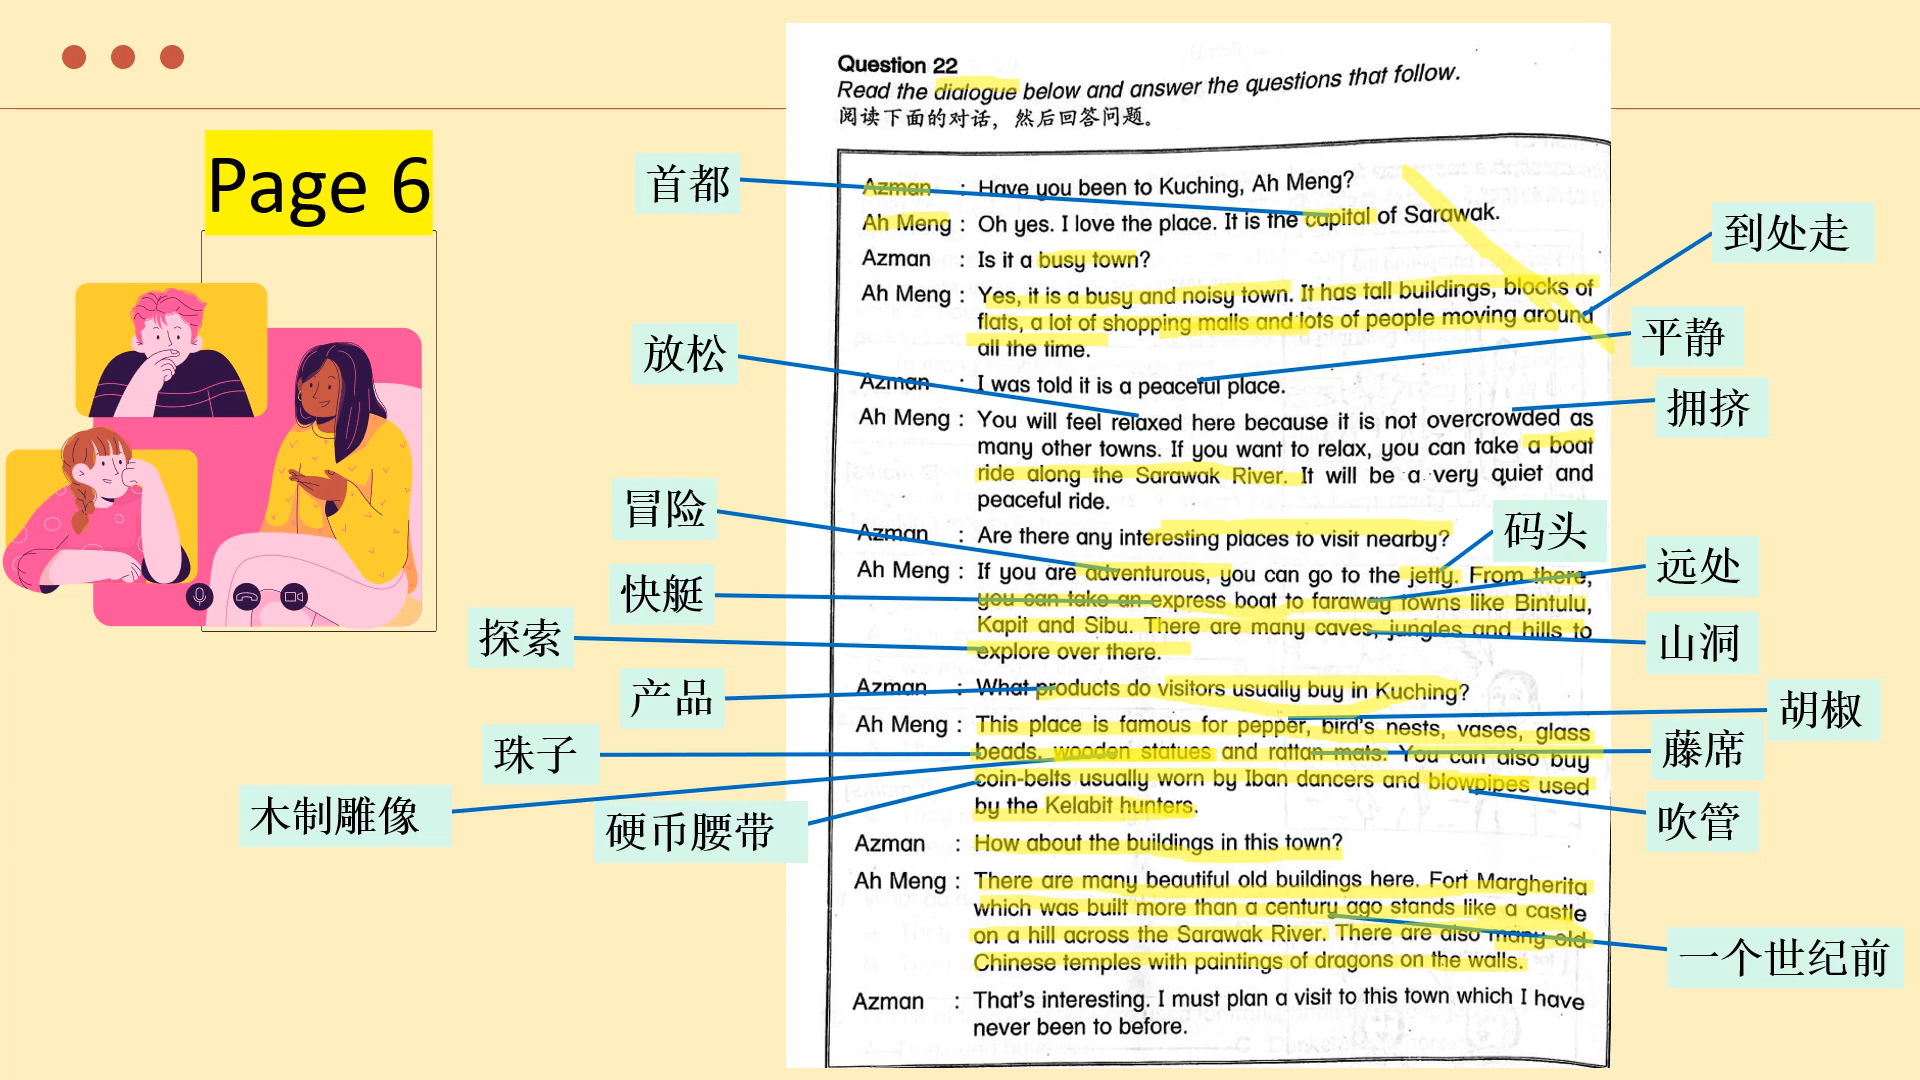 Page 6
Question 22
Read the dialogue below and answer the questions that follow.
阅读下面的对话，然后回答问题。
Azman : Have you been to Kuching, Ah Meng?
Ah Meng : Oh yes. I love the place. It is the capital of Sarawak.
Azman : Is it a busy town?
Ah Meng : Yes, it is a busy and noisy town. It has tall buildings, blocks of
flats, a lot of shopping malls and lots of people moving around
all the time.
Azman : I was told it is a peaceful place.
Ah Meng : You will feel relaxed here because it is not overcrowded as
many other towns. If you want to relax, you can take a boat
ride along the Sarawak River. It will be a very quiet and
peaceful ride.
Azman : Are there any interesting places to visit nearby?
Ah Meng : If you are adventurous, you can go to the jetty. From there,
you can take an express boat to faraway towns like Bintulu,
Kapit and Sibu. There are many caves, jungles and hills to
explore over there.
Azman : What products do visitors usually buy in Kuching?
Ah Meng : This place is famous for pepper, bird's nests, vases, glass
beads, wooden statues and rattan mats. You can also buy
coin-belts usually worn by Iban dancers and blowpipes used
by the Kelabit hunters.
Azman : How about the buildings in this town?
Ah Meng : There are many beautiful old buildings here. Fort Margherita
which was built more than a century ago stands like a castle
on a hill across the Sarawak River. There are also many old
Chinese temples with paintings of dragons on the walls.
Azman : That's interesting. I must plan a visit to this town which I have
never been to before.
首都
放松
冒险
快艇
探索
产品
珠子
木制雕像
硬币腰带
到处走
平静
拥挤
码头
远处
山洞
胡椒
藤席
吹管
一个世纪前